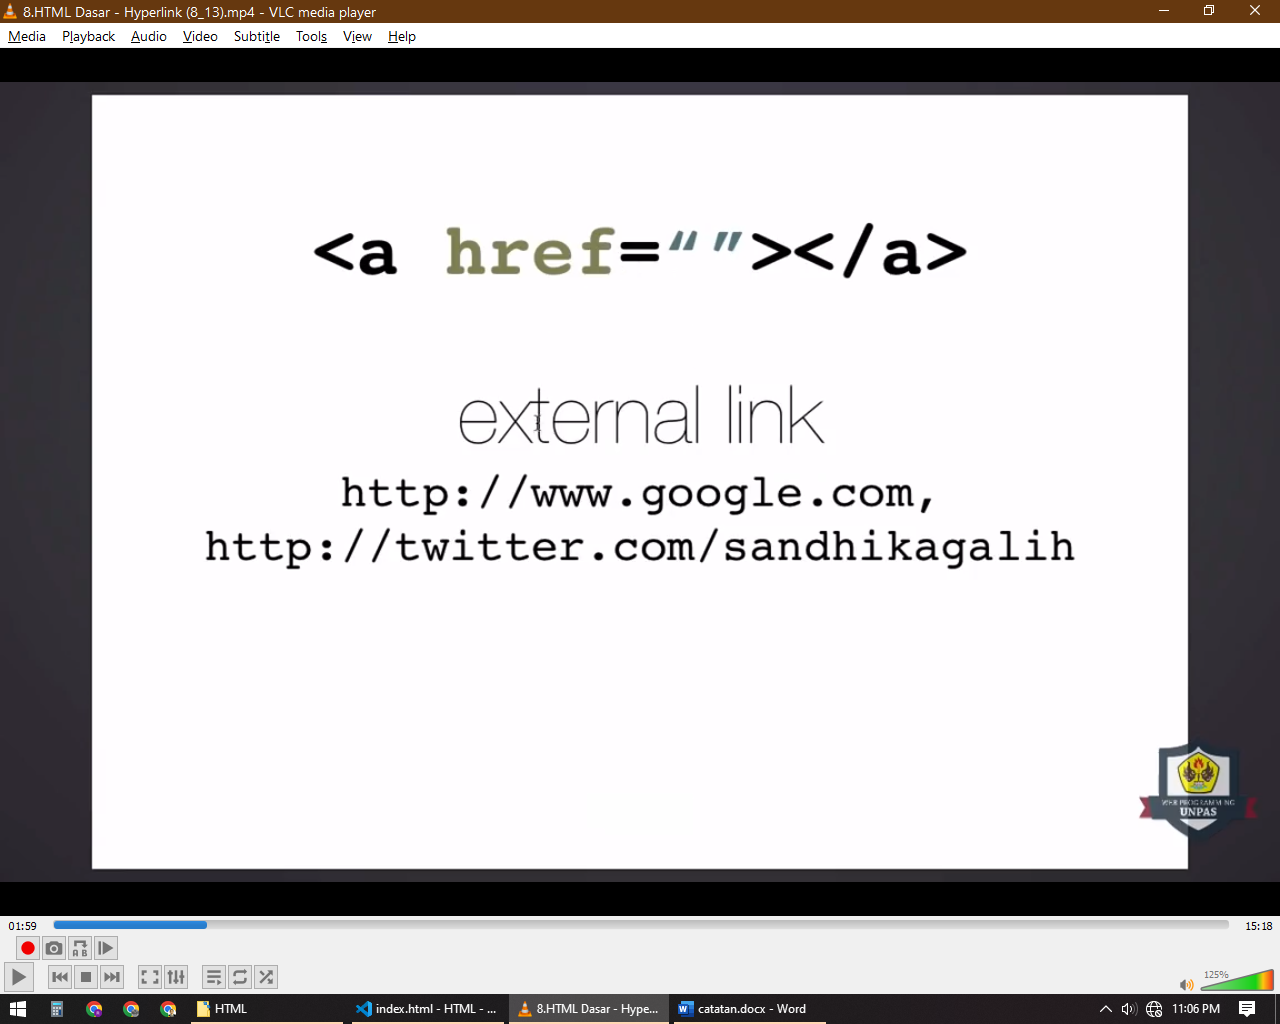 8.HTML Dasar - Hyperlink (8_13).mp4 - VLC media player
Media Playback Audio Video Subtitle Tools View Help
<a href=“ ”></a>
external link
http://www.google.com,
http://twitter.com/sandhikagalih
WEB PROGRAMMING
UNPAS
01:59
15:18
A B
125%
HTML
index.html - HTML - ...
8.HTML Dasar - Hype...
catatan.docx - Word
11:06 PM